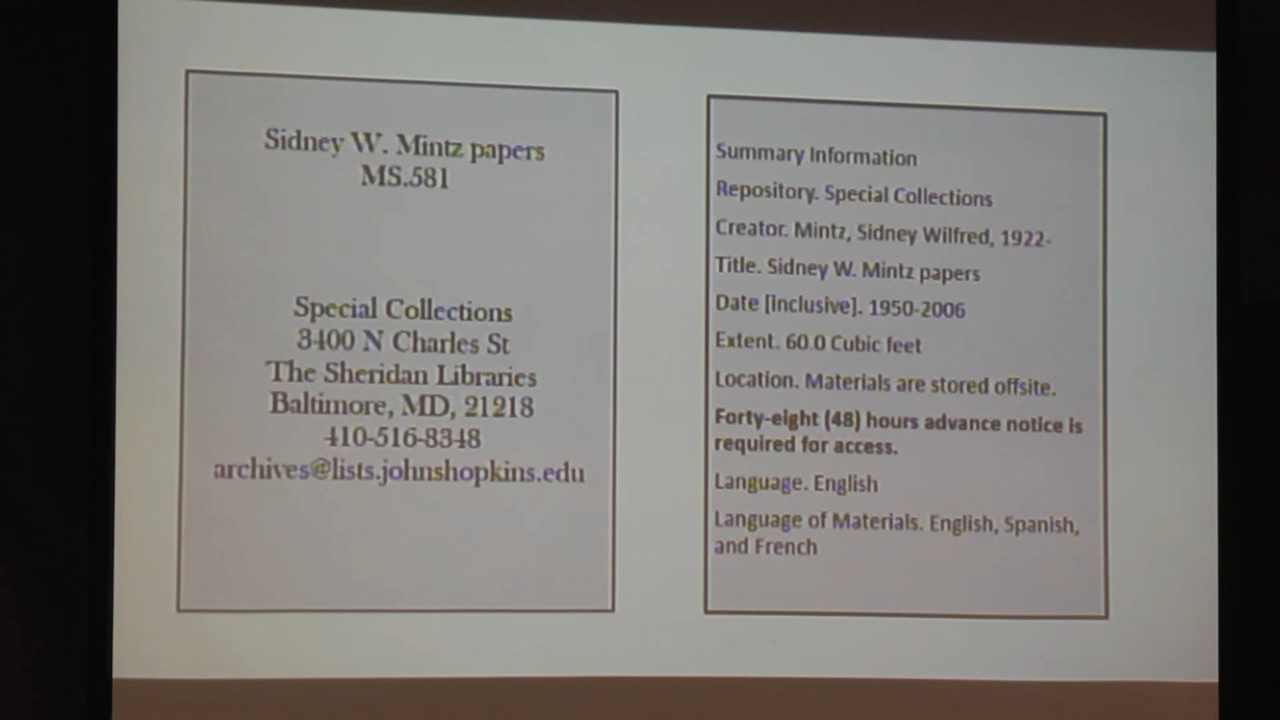 Sidney W. Mintz papers
MS.581
Special Collections
3400 N Charles St
The Sheridan Libraries
Baltimore, MD, 21218
410-516-8348
archives@lists.johnshopkins.edu
Summary Information
Repository. Special Collections
Creator. Mintz, Sidney Wilfred, 1922-
Title. Sidney W. Mintz papers
Date [inclusive]. 1950-2006
Extent. 60.0 Cubic feet
Location. Materials are stored offsite.
Forty-eight (48) hours advance notice is
required for access.
Language. English
Language of Materials. English, Spanish,
and French